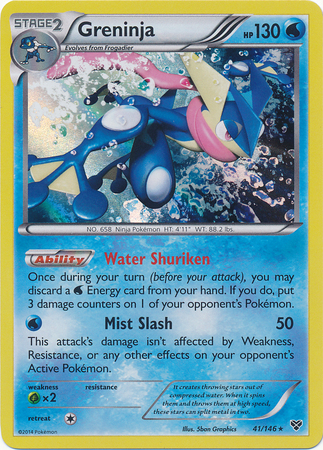 STAGE2
Greninja
HP 130
Evolves from Frogadier
NO. 658 Ninja Pokémon HT: 4'11" WT: 88.2 lbs.
Ability Water Shuriken
Once during your turn (before your attack), you may
discard a Energy card from your hand. If you do, put
3 damage counters on 1 of your opponent's Pokémon.
Mist Slash 50
This attack's damage isn't affected by Weakness,
Resistance, or any other effects on your opponent's
Active Pokémon.
weakness resistance
×2
retreat
It creates throwing stars out of
compressed water. When it spins
them and throws them at high speed,
these stars can split metal in two.
©2014 Pokémon
Illus. 5ban Graphics
41/146 ★
XY